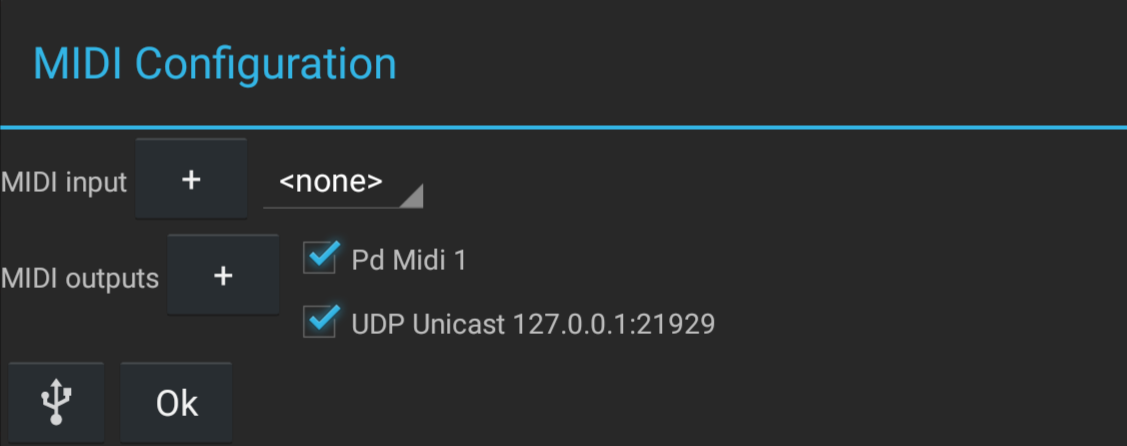 MIDI Configuration
MIDI input + <none>
MIDI outputs + Pd Midi 1
UDP Unicast 127.0.0.1:21929
Ok